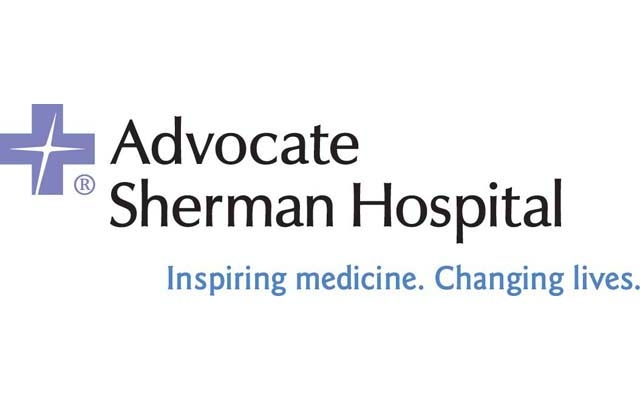 Advocate
®
Sherman Hospital
Inspiring medicine. Changing lives.